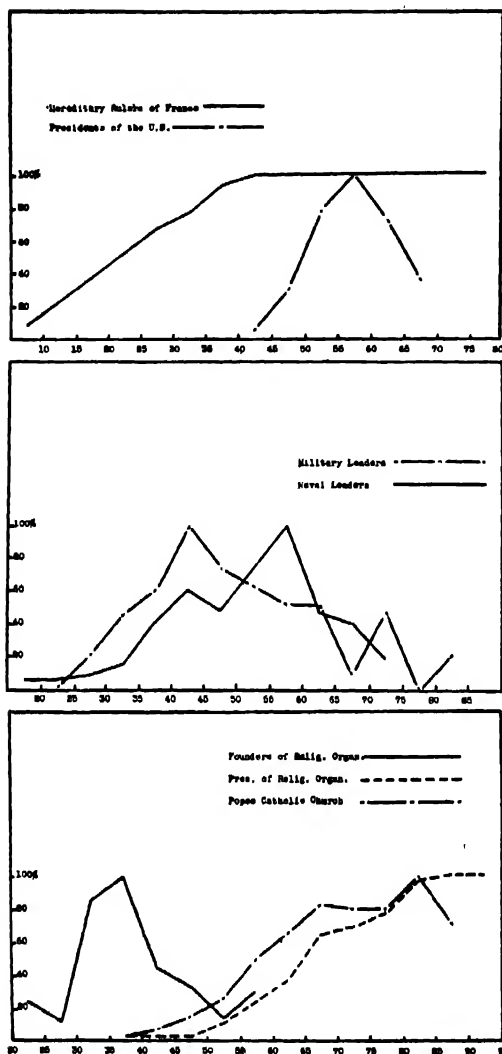 Hereditary Rulers of France
Presidents of the U.S.
100%
80
60
40
20
10 15 20 25 30 35 40 45 50 55 60 65 70 75 80
Military Leaders
Naval Leaders
100%
80
60
40
20
20 25 30 35 40 45 50 55 60 65 70 75 80 85
Founders of Relig. Organ.
Pres. of Relig. Organ.
Popes Catholic Church
100%
80
60
40
20
20 25 30 35 40 45 50 55 60 65 70 75 80 85 90